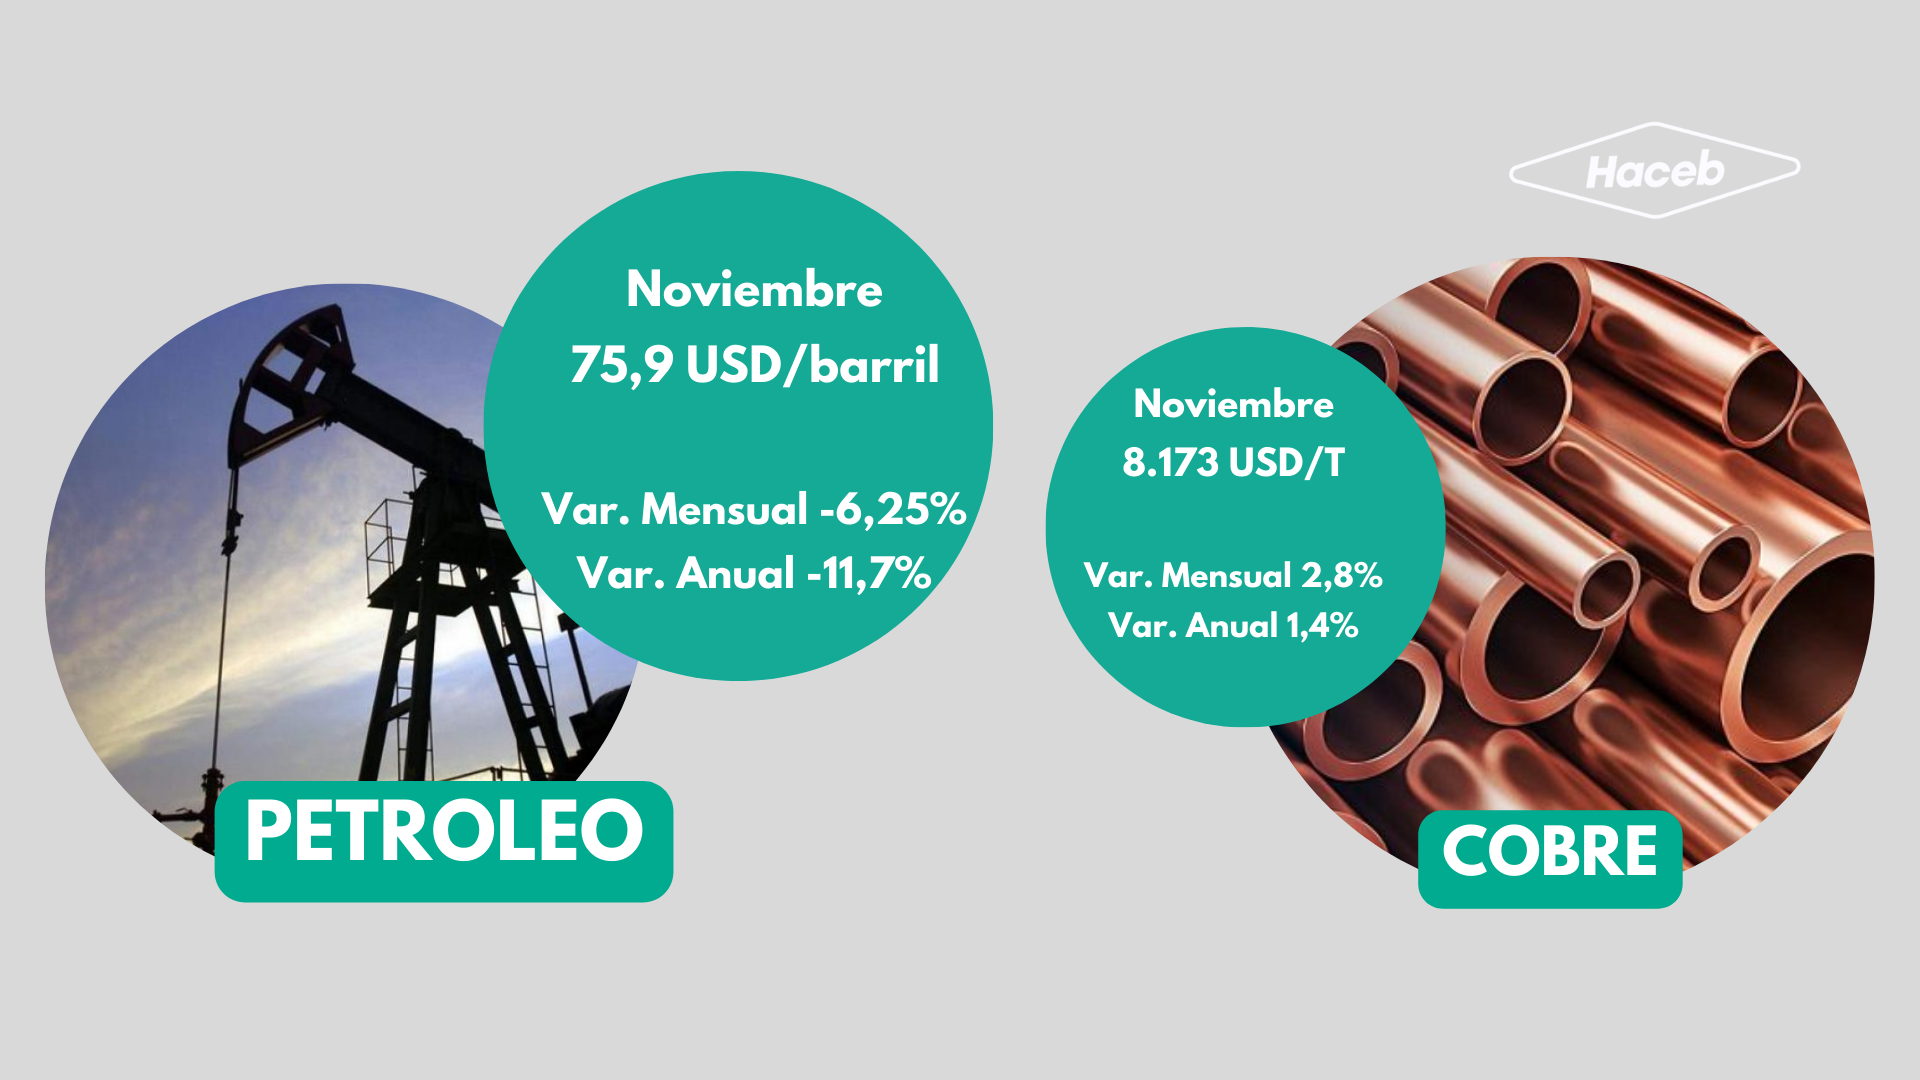 Haceb
Noviembre
75,9 USD/barril
Var. Mensual -6,25%
Var. Anual -11,7%
PETROLEO
Noviembre
8.173 USD/T
Var. Mensual 2,8%
Var. Anual 1,4%
COBRE